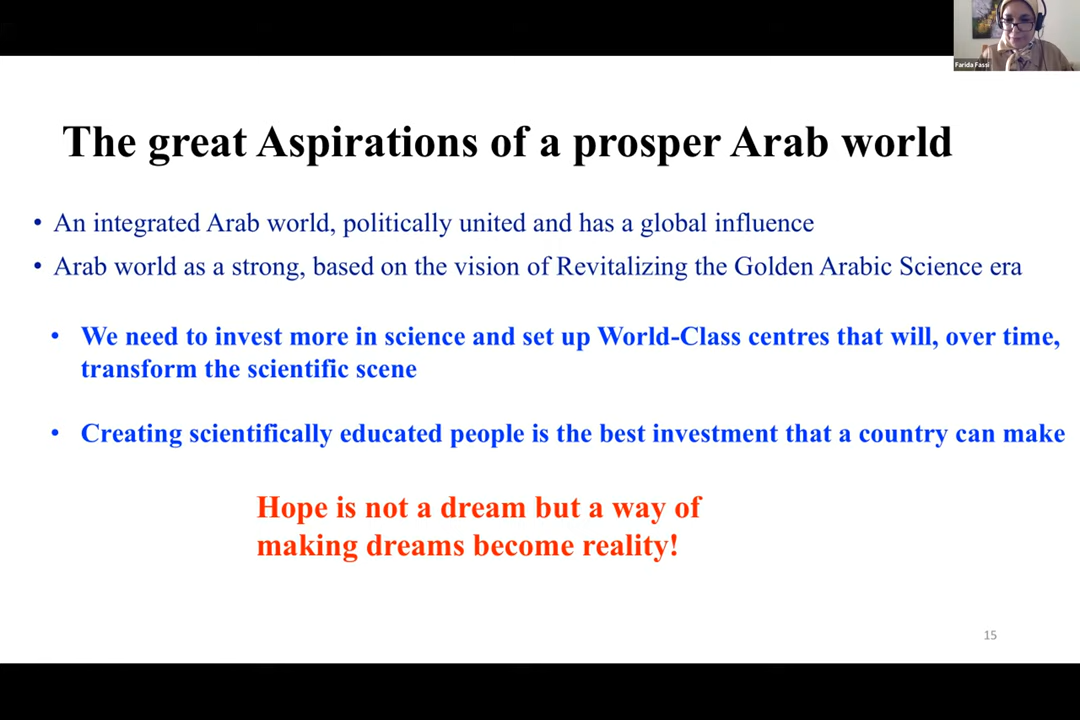 Farida Fassi
The great Aspirations of a prosper Arab world
• An integrated Arab world, politically united and has a global influence
• Arab world as a strong, based on the vision of Revitalizing the Golden Arabic Science era
• We need to invest more in science and set up World-Class centres that will, over time,
transform the scientific scene
• Creating scientifically educated people is the best investment that a country can make
Hope is not a dream but a way of
making dreams become reality!
15